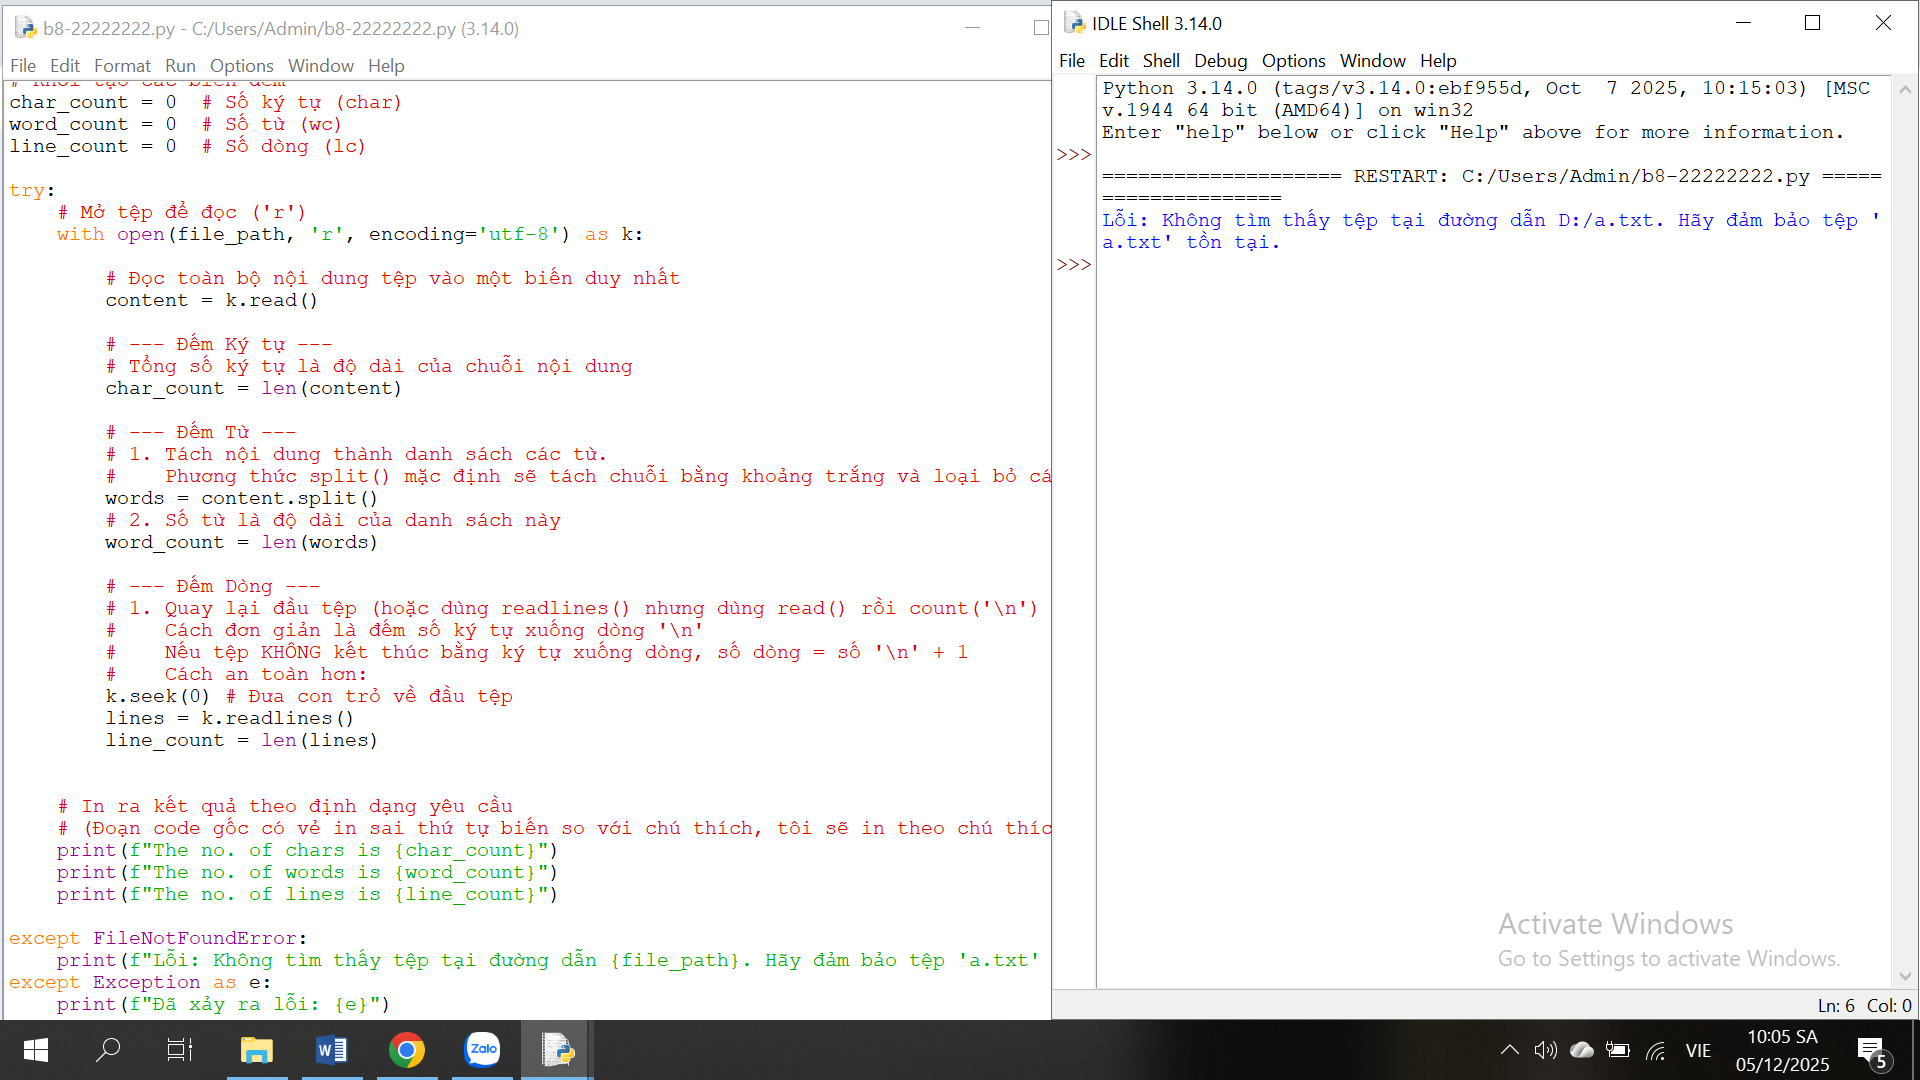 b8-22222222.py - C:/Users/Admin/b8-22222222.py (3.14.0)
File Edit Format Run Options Window Help
# Khởi tạo các biến đếm
char_count = 0  # Số ký tự (char)
word_count = 0  # Số từ (wc)
line_count = 0  # Số dòng (lc)
try:
    # Mở tệp để đọc ('r')
    with open(file_path, 'r', encoding='utf-8') as k:
        # Đọc toàn bộ nội dung tệp vào một biến duy nhất
        content = k.read()
        # --- Đếm Ký tự ---
        # Tổng số ký tự là độ dài của chuỗi nội dung
        char_count = len(content)
        # --- Đếm Từ ---
        # 1. Tách nội dung thành danh sách các từ.
        #    Phương thức split() mặc định sẽ tách chuỗi bằng khoảng trắng và loại bỏ cá
        words = content.split()
        # 2. Số từ là độ dài của danh sách này
        word_count = len(words)
        # --- Đếm Dòng ---
        # 1. Quay lại đầu tệp (hoặc dùng readlines() nhưng dùng read() rồi count('\n')
        #    Cách đơn giản là đếm số ký tự xuống dòng '\n'
        #    Nếu tệp KHÔNG kết thúc bằng ký tự xuống dòng, số dòng = số '\n' + 1
        #    Cách an toàn hơn:
        k.seek(0) # Đưa con trỏ về đầu tệp
        lines = k.readlines()
        line_count = len(lines)
    # In ra kết quả theo định dạng yêu cầu
    # (Đoạn code gốc có vẻ in sai thứ tự biến so với chú thích, tôi sẽ in theo chú thíc
    print(f"The no. of chars is {char_count}")
    print(f"The no. of words is {word_count}")
    print(f"The no. of lines is {line_count}")
except FileNotFoundError:
    print(f"Lỗi: Không tìm thấy tệp tại đường dẫn {file_path}. Hãy đảm bảo tệp 'a.txt'
except Exception as e:
    print(f"Đã xảy ra lỗi: {e}")
IDLE Shell 3.14.0
File Edit Shell Debug Options Window Help
Python 3.14.0 (tags/v3.14.0:ebf955d, Oct  7 2025, 10:15:03) [MSC
v.1944 64 bit (AMD64)] on win32
Enter "help" below or click "Help" above for more information.
>>>
==================== RESTART: C:/Users/Admin/b8-22222222.py =====
===============
Lỗi: Không tìm thấy tệp tại đường dẫn D:/a.txt. Hãy đảm bảo tệp '
a.txt' tồn tại.
>>>
Activate Windows
Go to Settings to activate Windows.
Ln: 6 Col: 0
Zalo
VIE
10:05 SA
05/12/2025
5